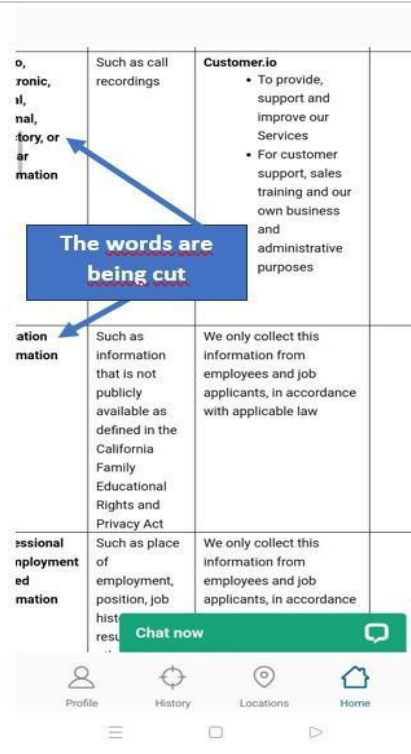 o,
tronic,
al,
mal,
tory, or
ar
mation
Such as call
recordings
Customer.io
• To provide,
support and
improve our
Services
• For customer
support, sales
training and our
own business
and
administrative
purposes
The words are
being cut
ation
mation
Such as
information
that is not
publicly
available as
defined in the
California
Family
Educational
Rights and
Privacy Act
We only collect this
information from
employees and job
applicants, in accordance
with applicable law
essional
nployment
ed
mation
Such as place
of
employment,
position, job
hist
resu
We only collect this
information from
employees and job
applicants, in accordance
Chat now
Profile
History
Locations
Home